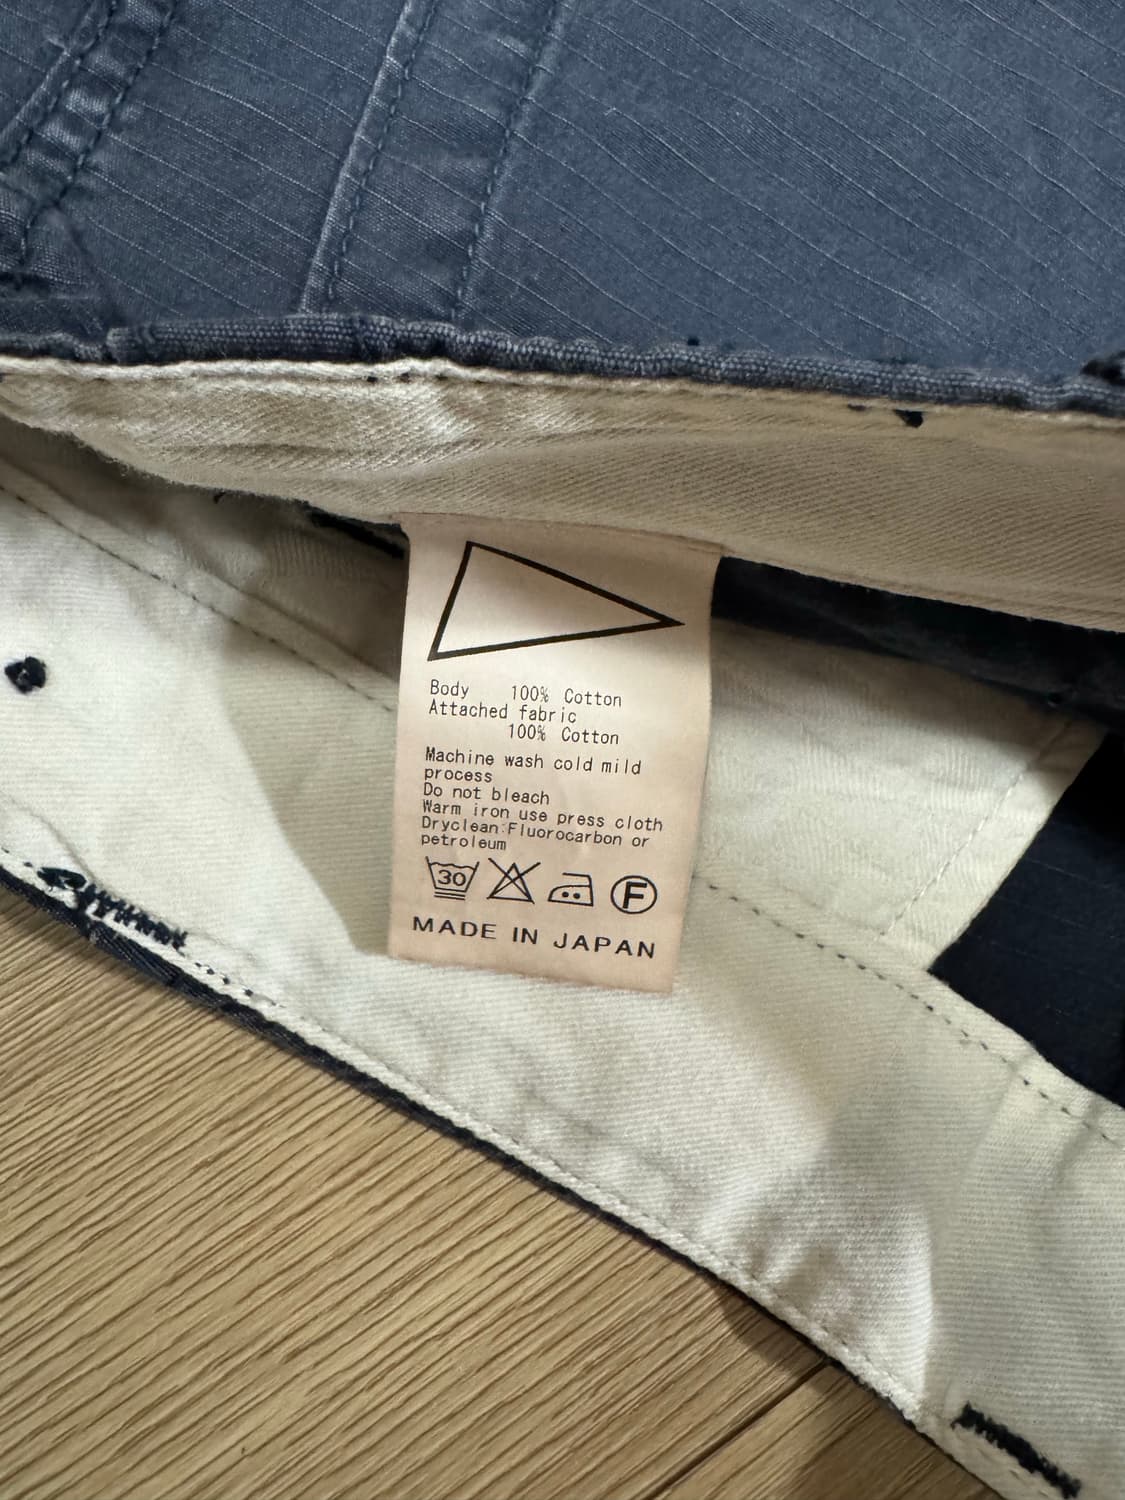 Body 100% Cotton
Attached fabric
100% Cotton
Machine wash cold mild
process
Do not bleach
Warm iron use press cloth
Dryclean:Fluorocarbon or
petroleum
30 F
MADE IN JAPAN